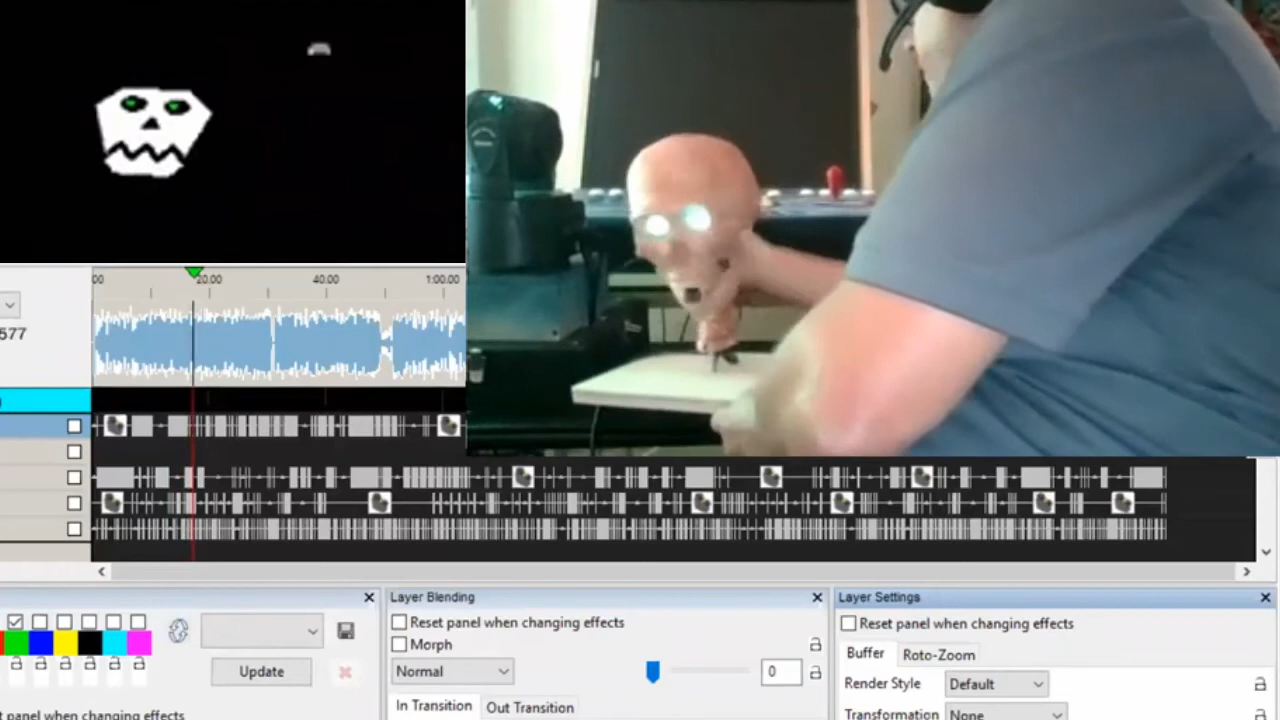 00
20.00
40.00
1:00.00
577
Layer Blending
Layer Settings
Reset panel when changing effects
Reset panel when changing effects
Morph
Buffer
Roto-Zoom
Update
Normal
0
Render Style
Default
In Transition
Out Transition
Transformation
None
t panel when changing effects